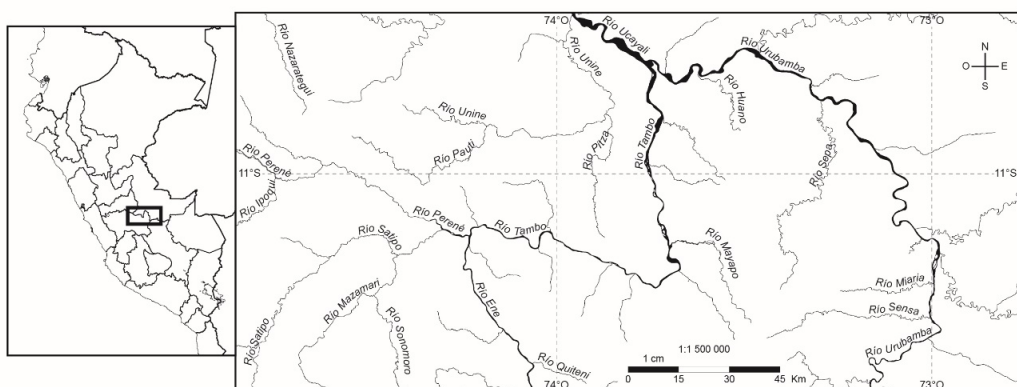 74°O
73°O
Río Ucayali
Río Unine
Río Nazarategui
Río Urubamba
N
O
E
S
Río Huano
Río Unine
Río Pitza
Río Tambo
Río Pauti
Río Sepa
Río Perené
11°S
11°S
Río Ipoqui
Río Perené
Río Tambo
Río Satipo
Río Mayapo
Río Miaria
Río Mazamari
Río Ene
Río Sensa
Río Sonomoro
Río Satipo
Río Urubamba
1:1 500 000
1 cm
Río Quiteni
0 15 30 45 Km
74°O
73°O